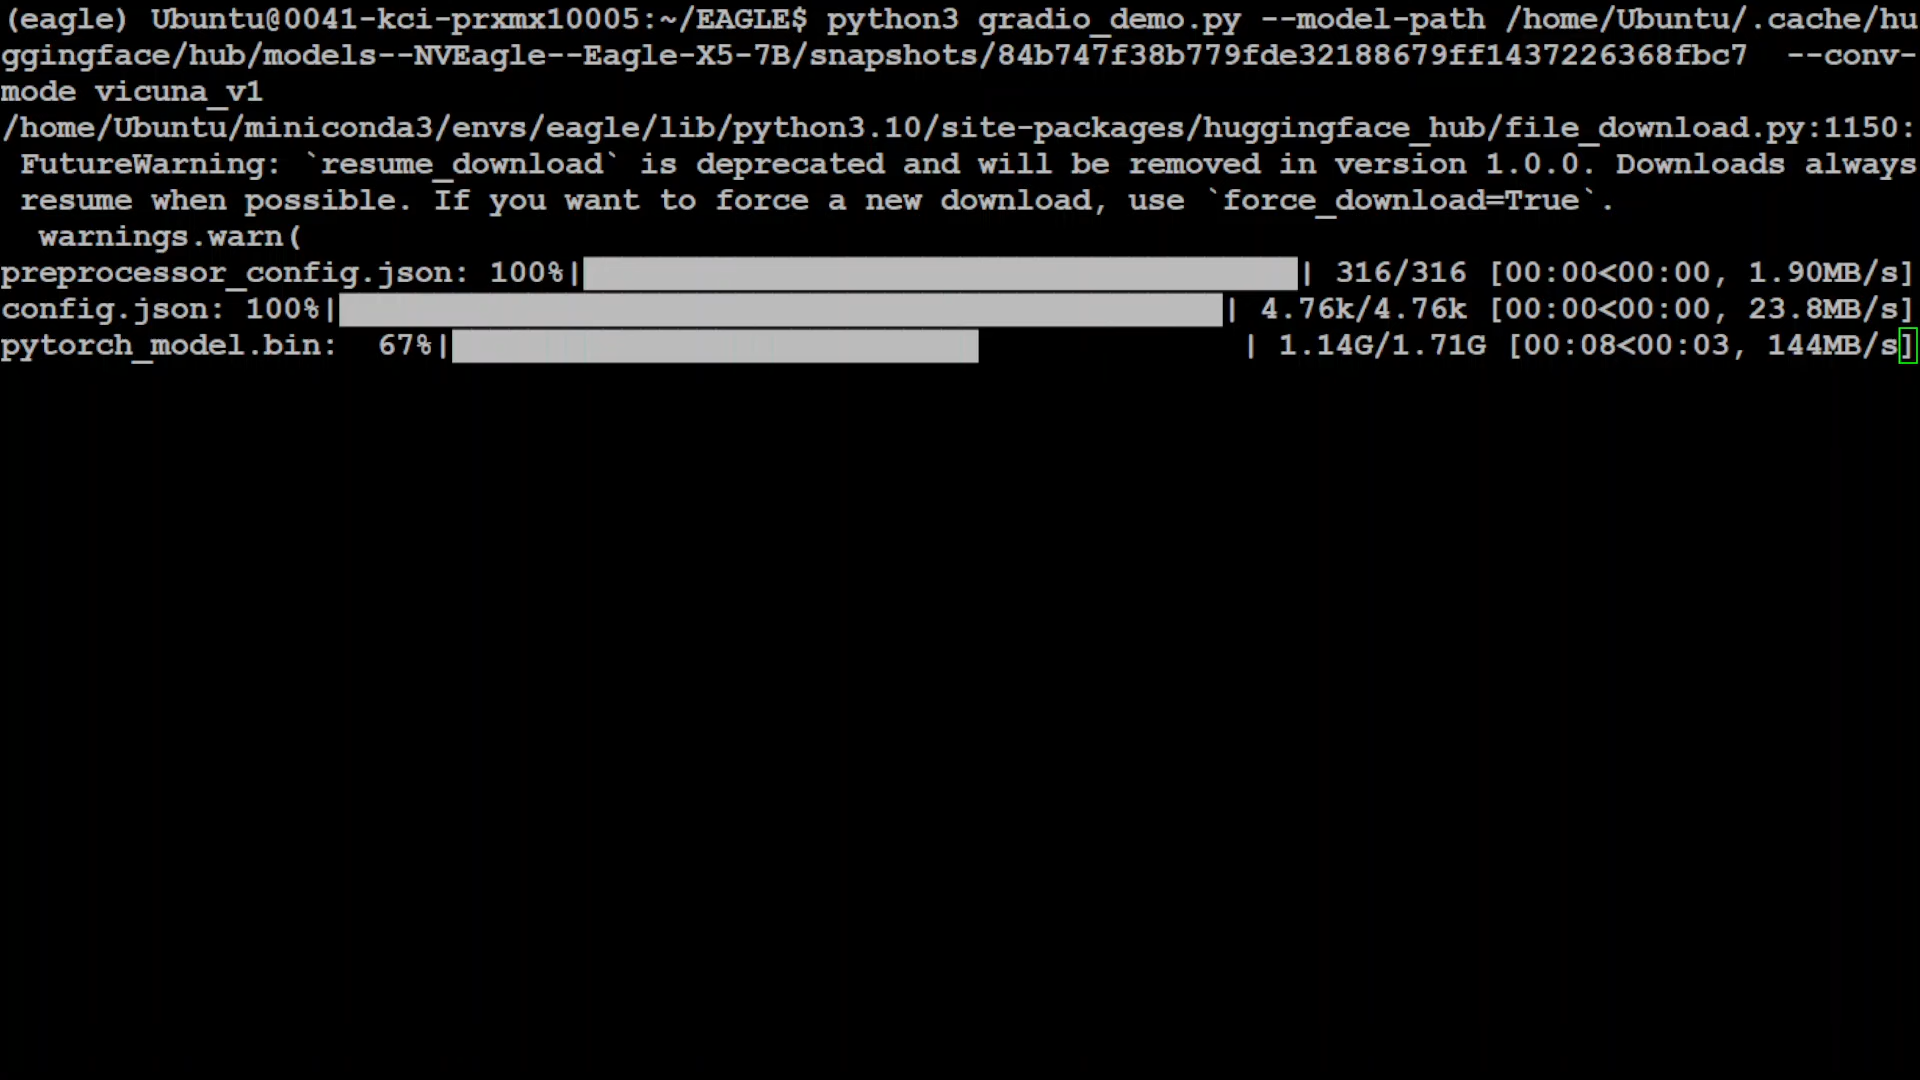 (eagle) Ubuntu@0041-kci-prxmx10005:~/EAGLE$ python3 gradio_demo.py --model-path /home/Ubuntu/.cache/hu
ggingface/hub/models--NVEagle--Eagle-X5-7B/snapshots/84b747f38b779fde32188679ff1437226368fbc7  --conv-
mode vicuna_v1
/home/Ubuntu/miniconda3/envs/eagle/lib/python3.10/site-packages/huggingface_hub/file_download.py:1150:
 FutureWarning: `resume_download` is deprecated and will be removed in version 1.0.0. Downloads always
 resume when possible. If you want to force a new download, use `force_download=True`.
  warnings.warn(
preprocessor_config.json: 100%|██████████████████████████████████████| 316/316 [00:00<00:00, 1.90MB/s]
config.json: 100%|███████████████████████████████████████████████| 4.76k/4.76k [00:00<00:00, 23.8MB/s]
pytorch_model.bin:  67%|████████████████████████████              | 1.14G/1.71G [00:08<00:03, 144MB/s]